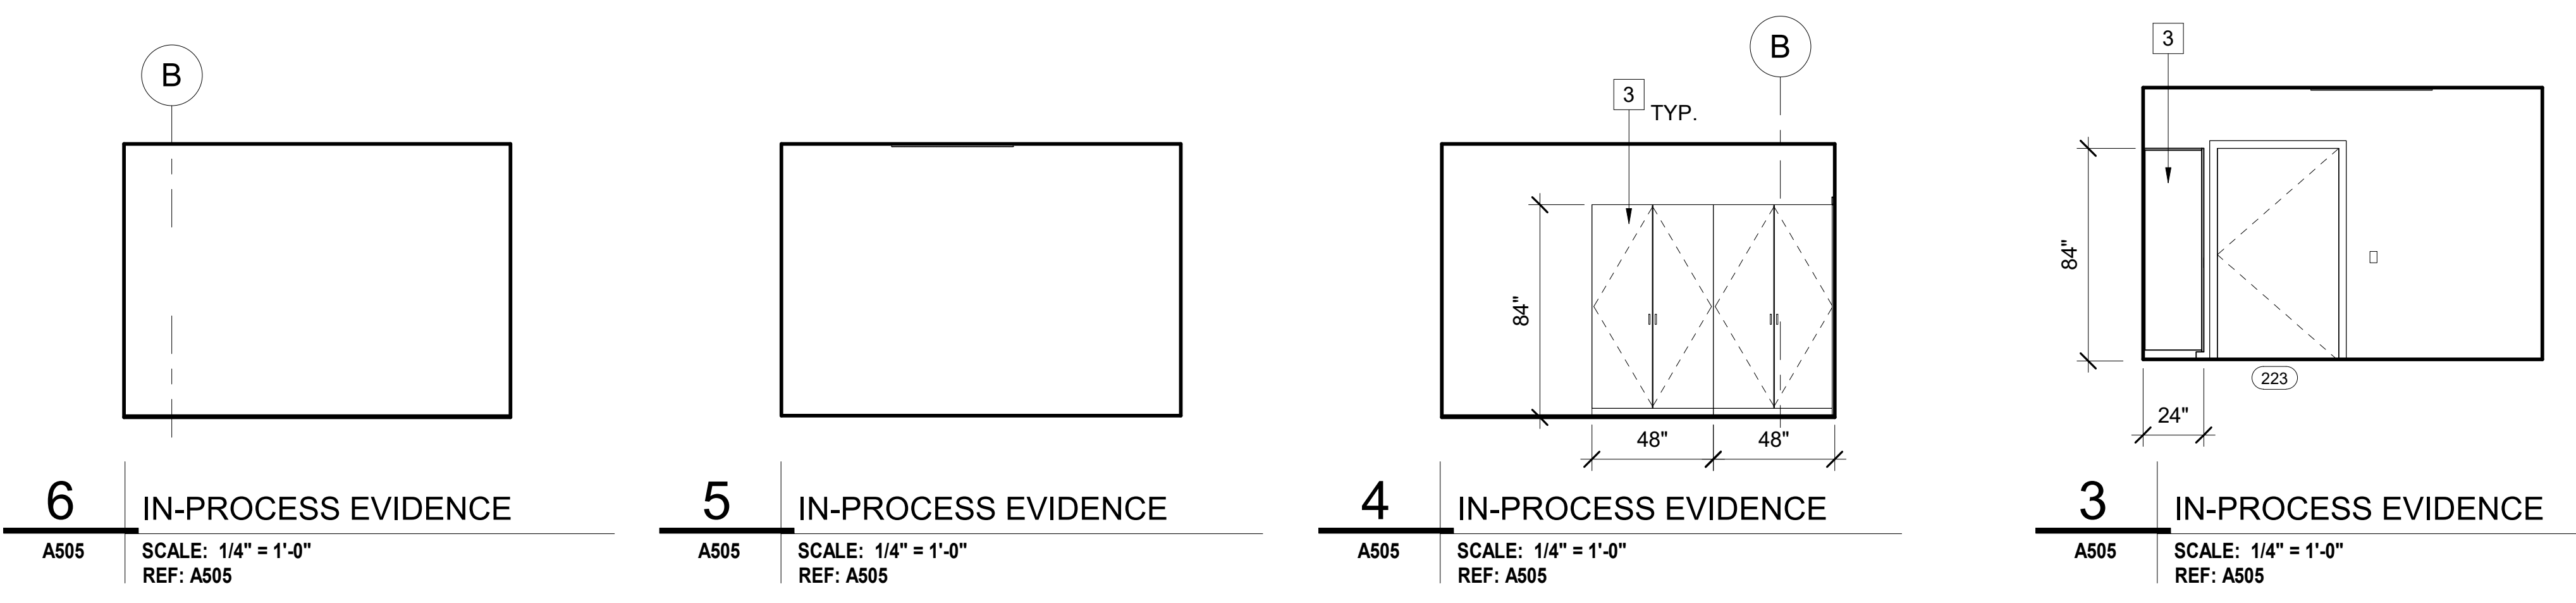 B
6
IN-PROCESS EVIDENCE
A505
SCALE: 1/4" = 1'-0"
REF: A505
5
IN-PROCESS EVIDENCE
A505
SCALE: 1/4" = 1'-0"
REF: A505
B
3
TYP.
84"
48"
48"
4
IN-PROCESS EVIDENCE
A505
SCALE: 1/4" = 1'-0"
REF: A505
3
84"
223
24"
3
IN-PROCESS EVIDENCE
A505
SCALE: 1/4" = 1'-0"
REF: A505